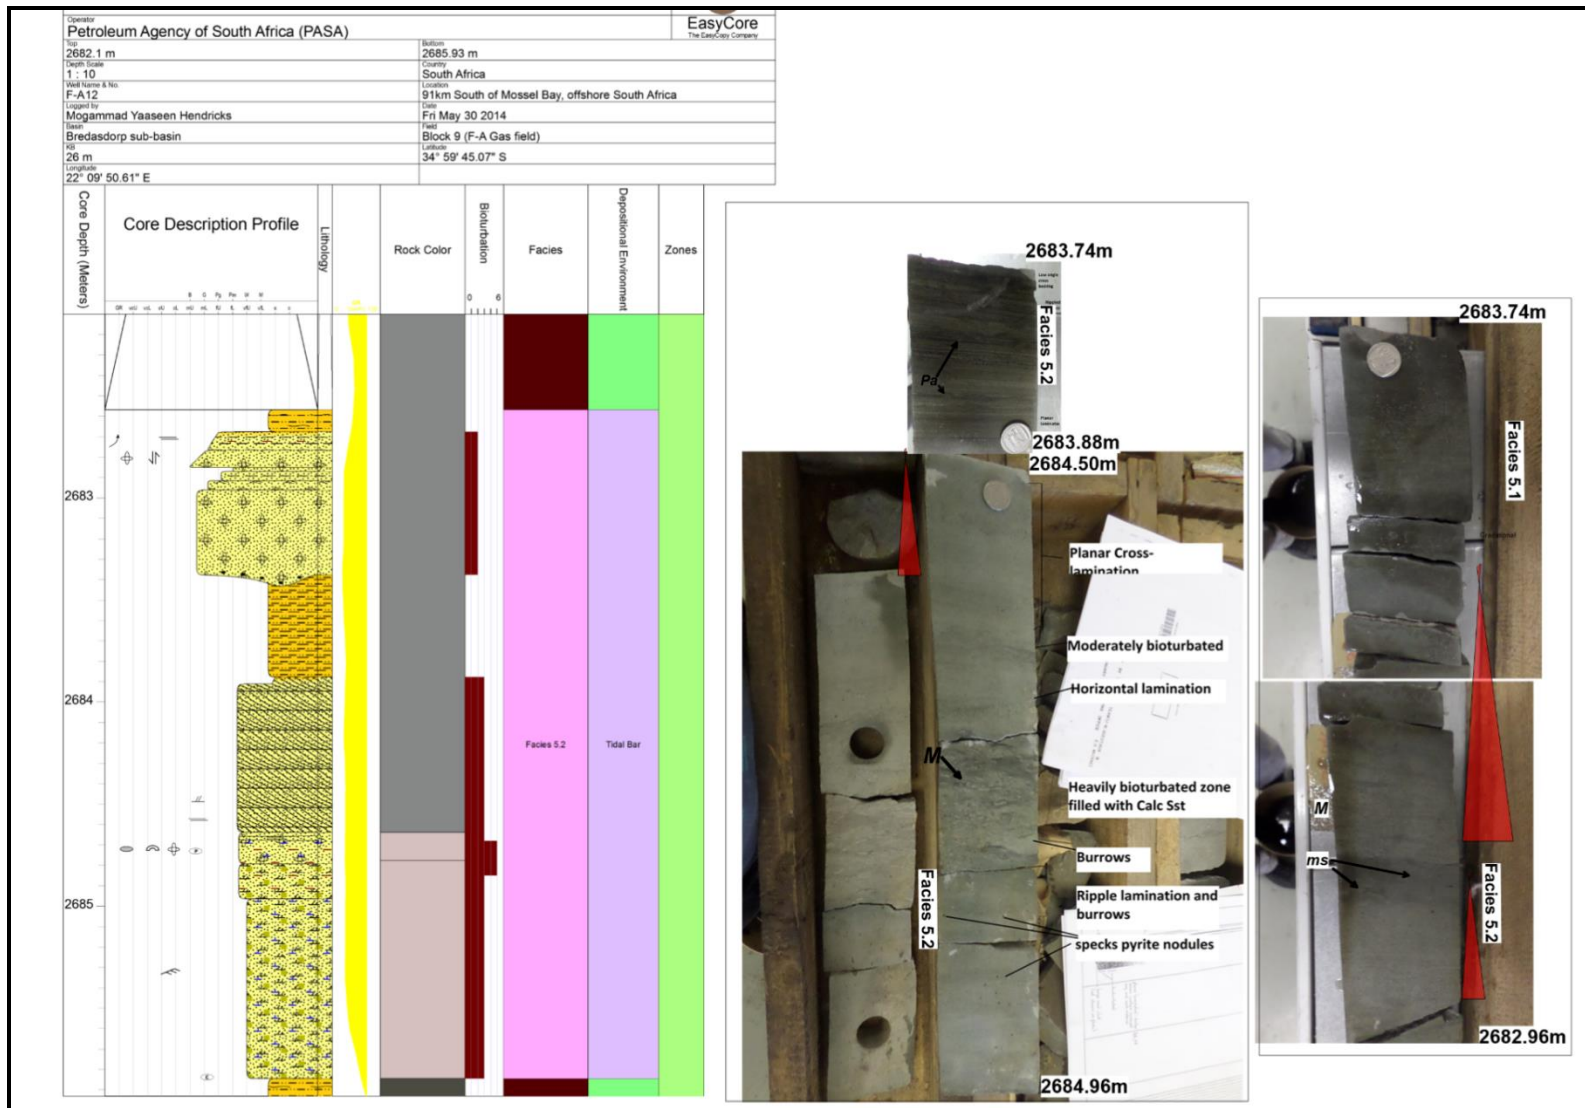 Operator
Petroleum Agency of South Africa (PASA)
EasyCore
The EasyCopy Company
Top
2682.1 m
Bottom
2685.93 m
Depth Scale
1 : 10
Country
South Africa
Well Name & No.
F-A12
Location
91km South of Mossel Bay, offshore South Africa
Logged by
Mogammad Yaaseen Hendricks
Date
Fri May 30 2014
Basin
Bredasdorp sub-basin
Field
Block 9 (F-A Gas field)
KB
26 m
Latitude
34° 59' 45.07" S
Longitude
22° 09' 50.61" E
Core Depth (Meters)
Core Description Profile
Lithology
Rock Color
Bioturbation
0 6
Facies
Depositional Environment
Zones
2683
2684
2685
Facies 5.2
Tidal Bar
2683.74m
Facies 5.2
Pa
2683.88m
2684.50m
Planar Cross-
lamination
Moderately bioturbated
Horizontal lamination
M
Heavily bioturbated zone
filled with Calc Sst
Burrows
Ripple lamination and
burrows
specks pyrite nodules
Facies 5.2
2684.96m
2683.74m
Facies 5.1
M
ms
Facies 5.2
2682.96m